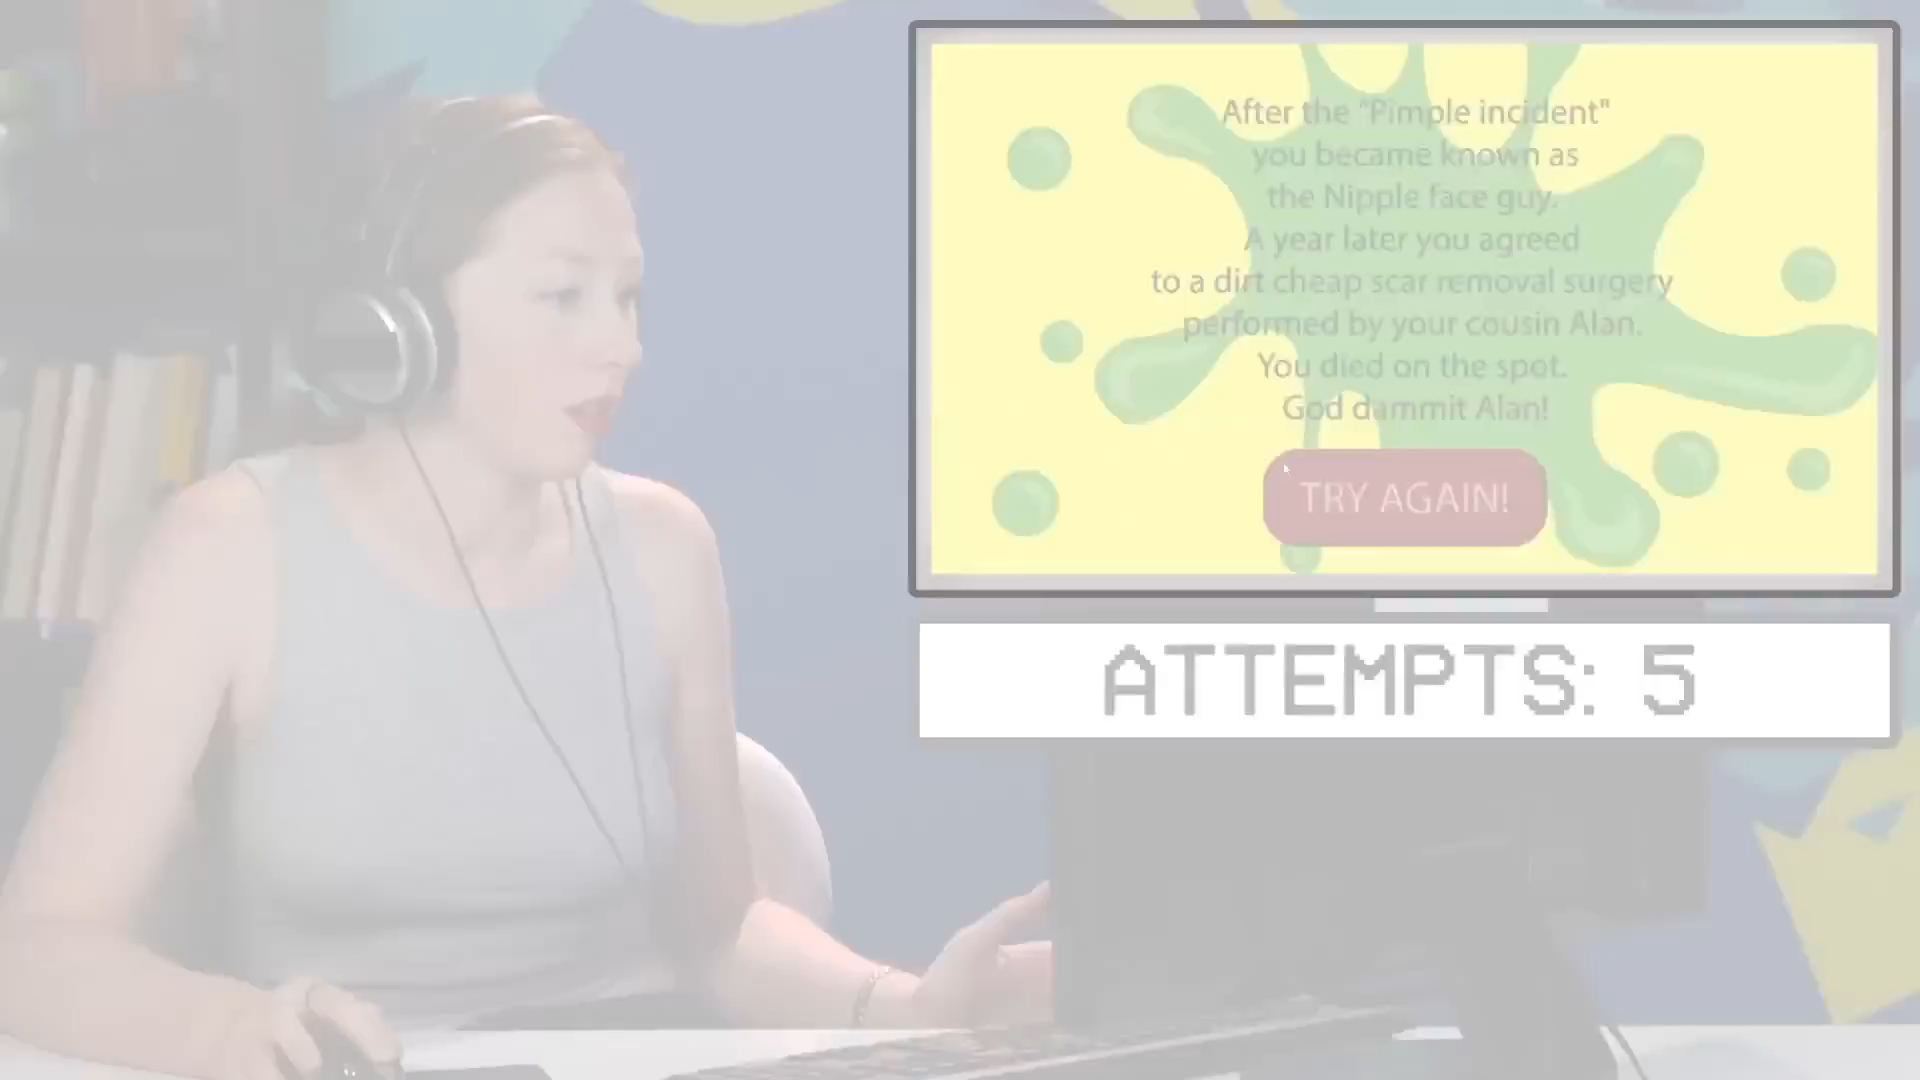 After the "Pimple incident"
you became known as
the Nipple face guy.
A year later you agreed
to a dirt cheap scar removal surgery
performed by your cousin Alan.
You died on the spot.
God dammit Alan!
TRY AGAIN!
ATTEMPTS: 5